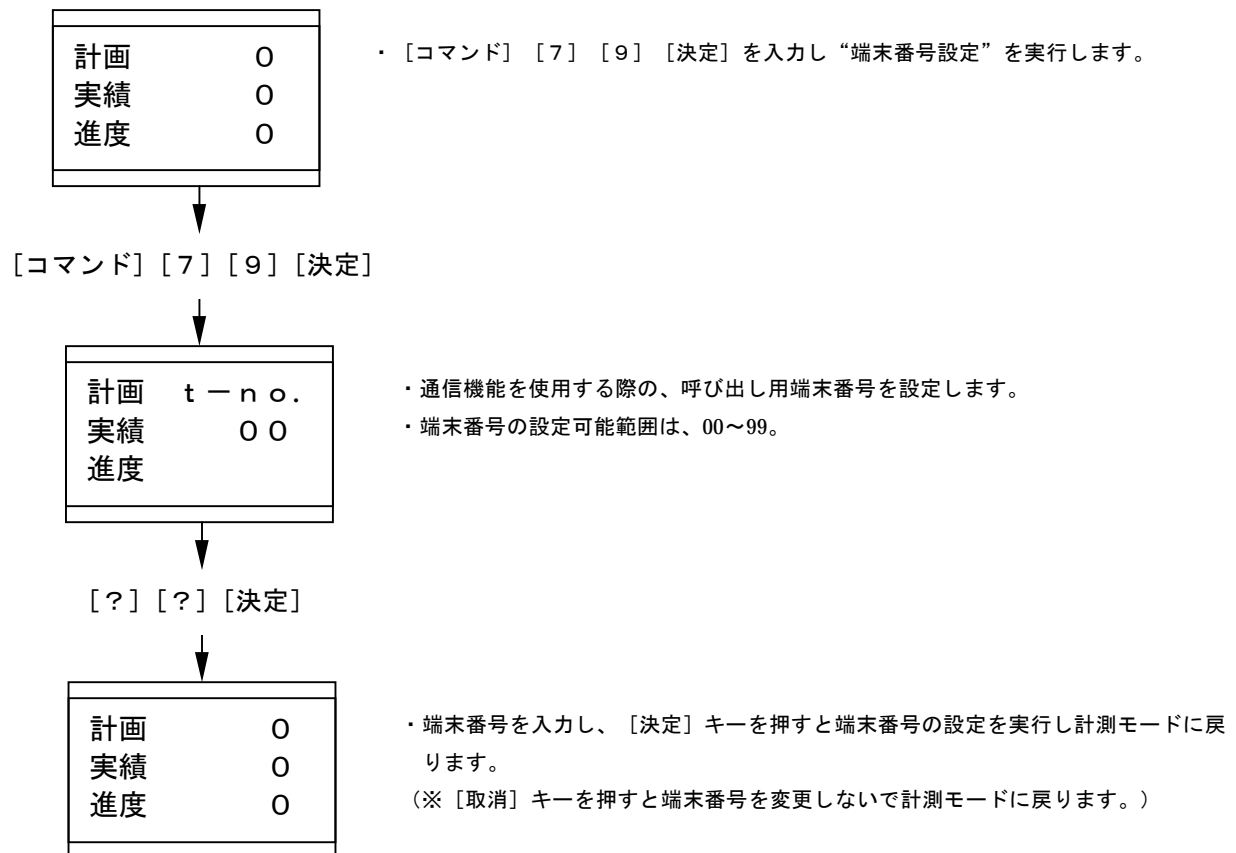 計画　０
実績　０
進度　０
・［コマンド］［７］［９］［決定］を入力し“端末番号設定”を実行します。
［コマンド］［７］［９］［決定］
計画　ｔ－ｎｏ．
実績　００
進度
・通信機能を使用する際の、呼び出し用端末番号を設定します。
・端末番号の設定可能範囲は、00～99。
［？］［？］［決定］
計画　０
実績　０
進度　０
・端末番号を入力し、［決定］キーを押すと端末番号の設定を実行し計測モードに戻
ります。
（※［取消］キーを押すと端末番号を変更しないで計測モードに戻ります。）